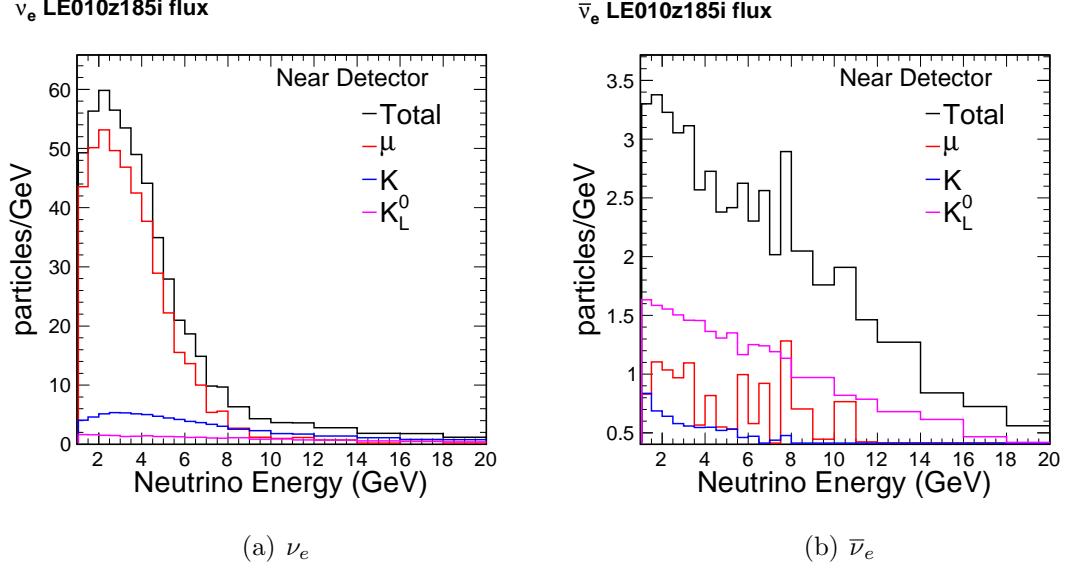 νe LE010z185i flux
Near Detector
Total
μ
K
K0L
particles/GeV
60
50
40
30
20
10
0
2 4 6 8 10 12 14 16 18 20
Neutrino Energy (GeV)
(a) νe
ν̅e LE010z185i flux
Near Detector
Total
μ
K
K0L
particles/GeV
3.5
3
2.5
2
1.5
1
0.5
2 4 6 8 10 12 14 16 18 20
Neutrino Energy (GeV)
(b) ν̅e